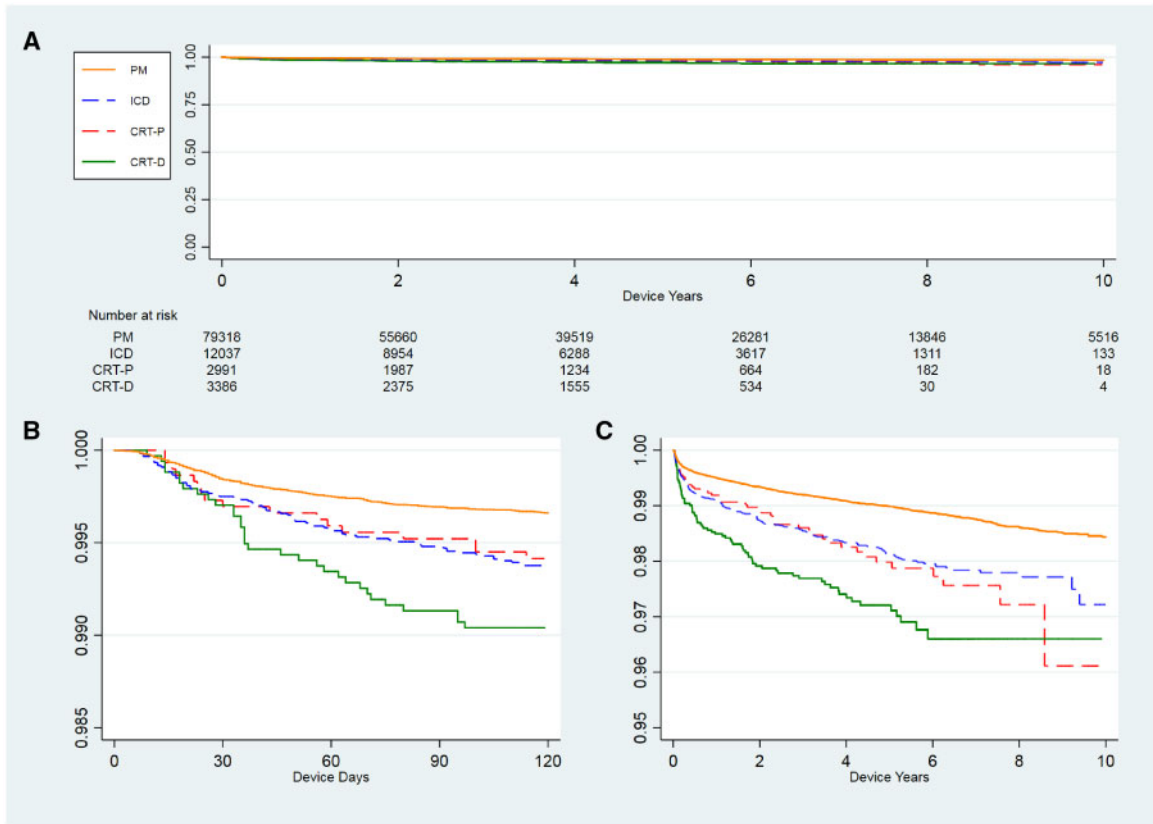 A
PM
ICD
CRT-P
CRT-D
1.00
0.75
0.50
0.25
0.00
0 2 4 6 8 10
Device Years
Number at risk
PM 79318 55660 39519 26281 13846 5516
ICD 12037 8954 6288 3617 1311 133
CRT-P 2991 1987 1234 664 182 18
CRT-D 3386 2375 1555 534 30 4
B
1.000
0.995
0.990
0.985
0 30 60 90 120
Device Days
C
1.00
0.99
0.98
0.97
0.96
0.95
0 2 4 6 8 10
Device Years